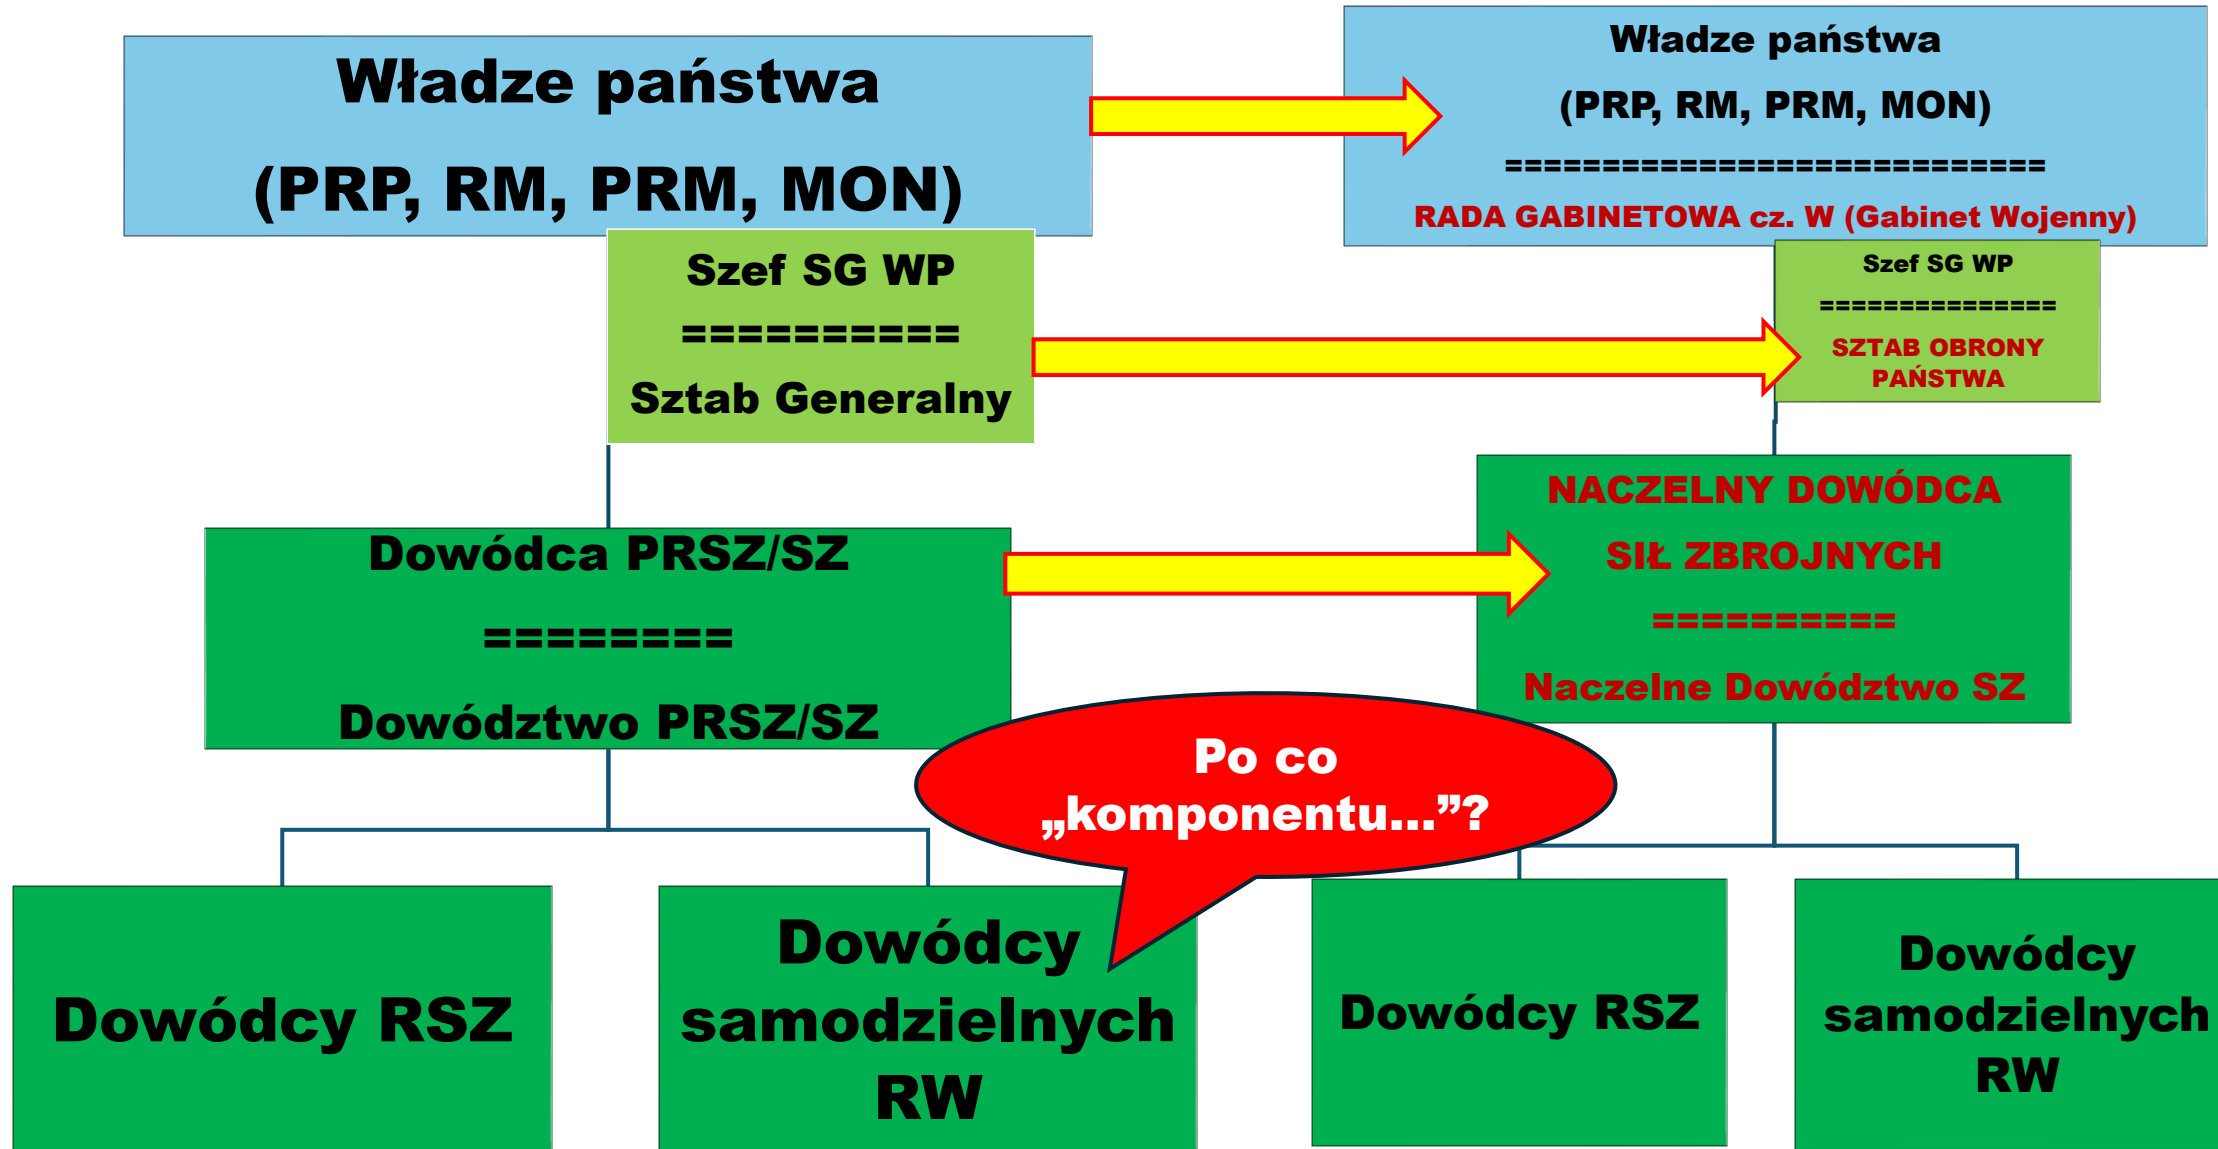 Władze państwa
(PRP, RM, PRM, MON)
Szef SG WP
==========
Sztab Generalny
Dowódca PRSZ/SZ
========
Dowództwo PRSZ/SZ
Dowódcy RSZ
Dowódcy
samodzielnych
RW
Po co
„komponentu...”?
Władze państwa
(PRP, RM, PRM, MON)
============================
RADA GABINETOWA cz. W (Gabinet Wojenny)
Szef SG WP
===============
SZTAB OBRONY
PAŃSTWA
NACZELNY DOWÓDCA
SIŁ ZBROJNYCH
==========
Naczelne Dowództwo SZ
Dowódcy RSZ
Dowódcy
samodzielnych
RW